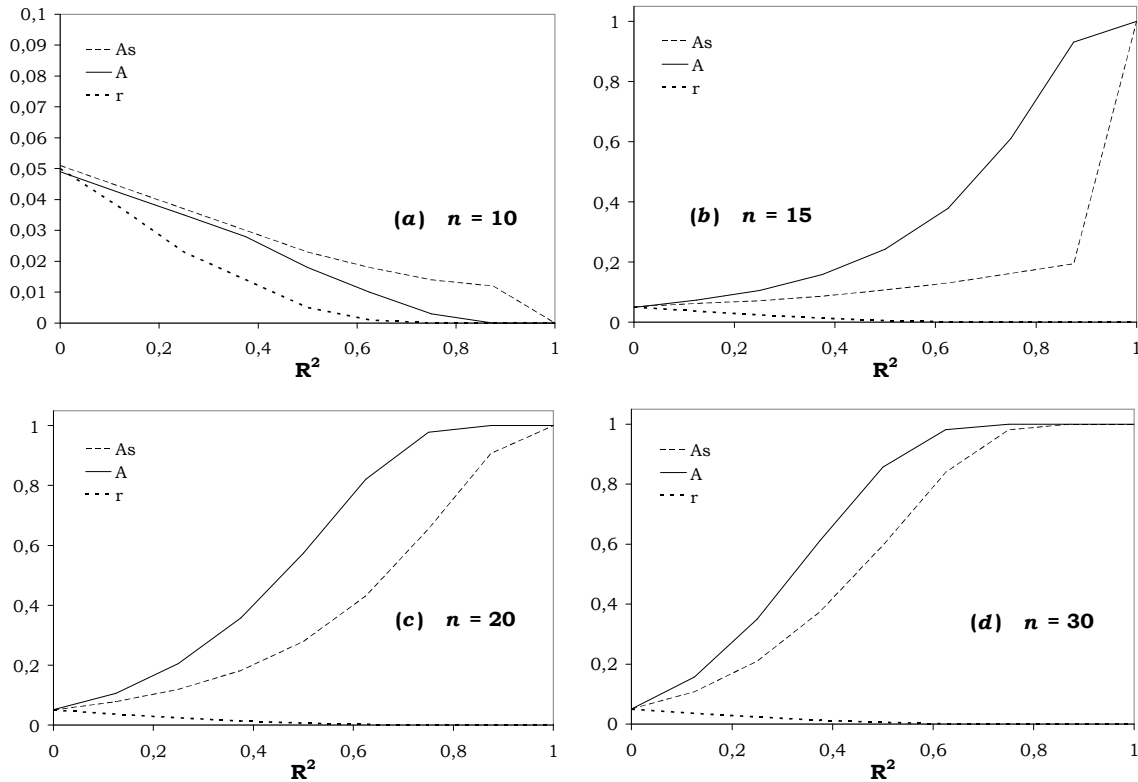 0,1
0,09
0,08
0,07
0,06
0,05
0,04
0,03
0,02
0,01
0
As
A
r
(a) n = 10
0 0,2 0,4 0,6 0,8 1
R²
1
0,8
0,6
0,4
0,2
0
As
A
r
(b) n = 15
0 0,2 0,4 0,6 0,8 1
R²
1
0,8
0,6
0,4
0,2
0
As
A
r
(c) n = 20
0 0,2 0,4 0,6 0,8 1
R²
1
0,8
0,6
0,4
0,2
0
As
A
r
(d) n = 30
0 0,2 0,4 0,6 0,8 1
R²